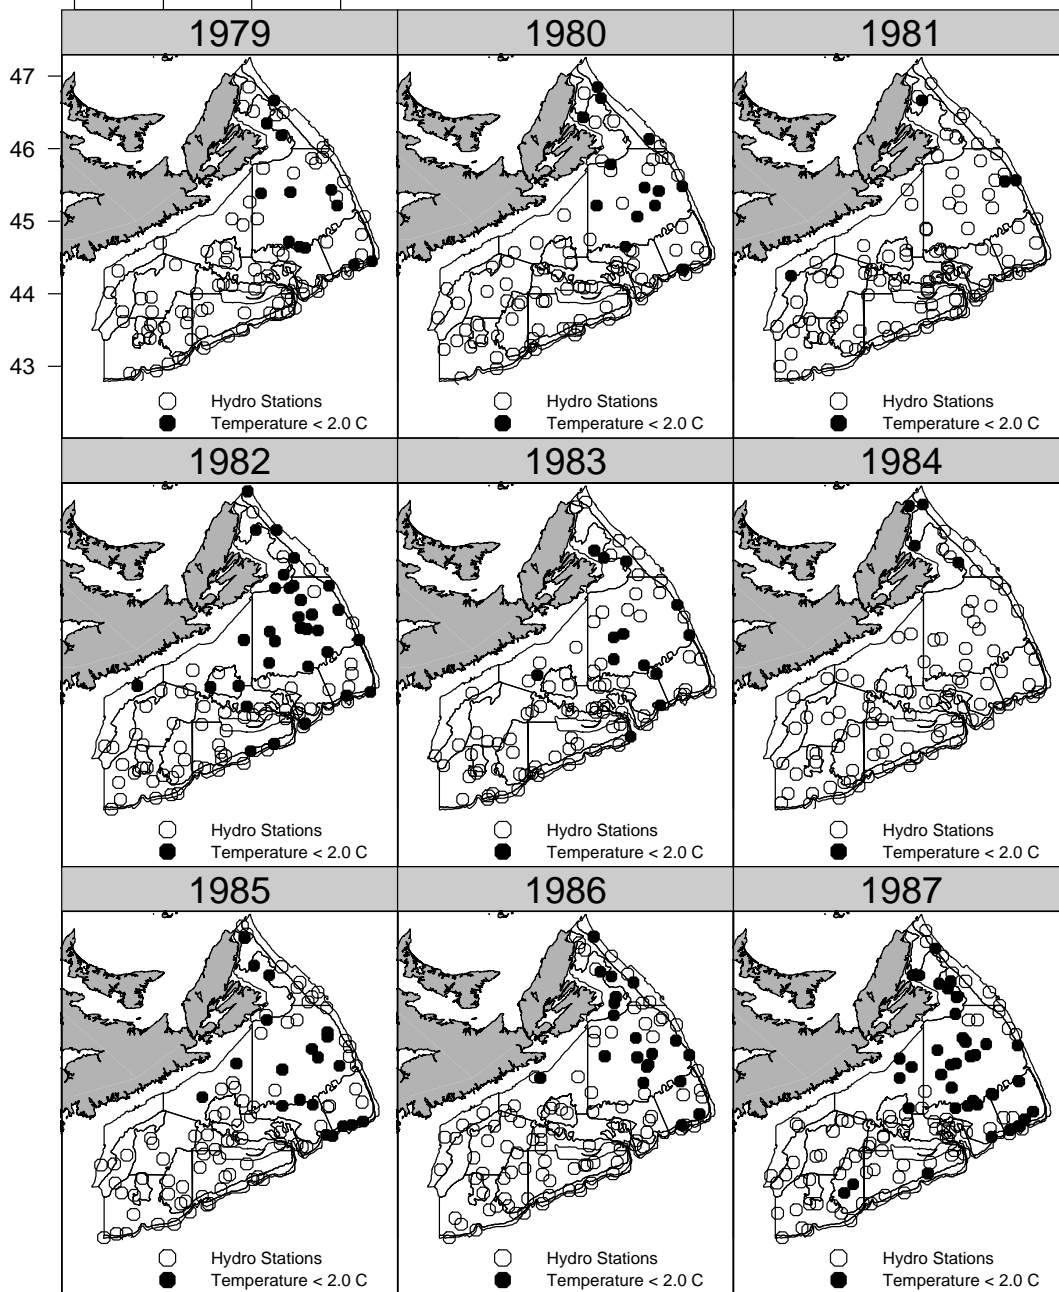 1979 1980 1981
47
46
45
44
43
Hydro Stations Hydro Stations Hydro Stations
Temperature < 2.0 C Temperature < 2.0 C Temperature < 2.0 C
1982 1983 1984
Hydro Stations Hydro Stations Hydro Stations
Temperature < 2.0 C Temperature < 2.0 C Temperature < 2.0 C
1985 1986 1987
Hydro Stations Hydro Stations Hydro Stations
Temperature < 2.0 C Temperature < 2.0 C Temperature < 2.0 C